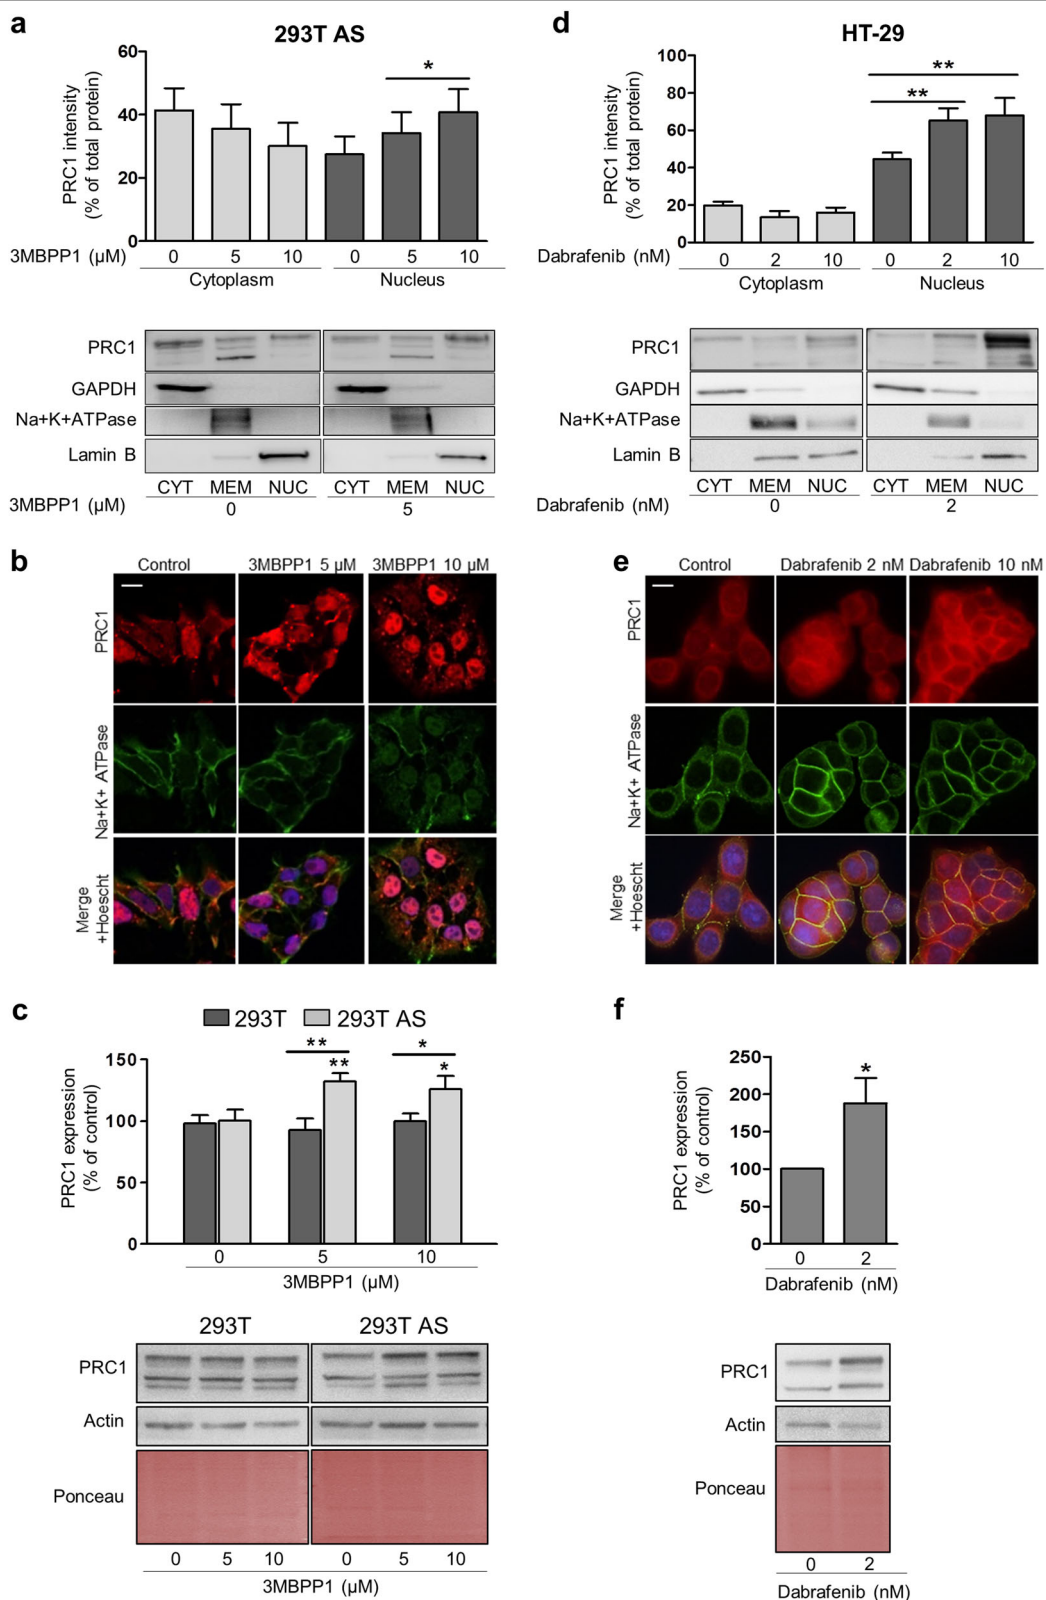 a
293T AS
PRC1 intensity
(% of total protein)
60
40
20
0
3MBPP1 (µM)
0 5 10 0 5 10
Cytoplasm Nucleus
*
PRC1
GAPDH
Na+K+ATPase
Lamin B
CYT MEM NUC CYT MEM NUC
3MBPP1 (µM) 0 5
d
HT-29
PRC1 intensity
(% of total protein)
100
80
60
40
20
0
**
**
Dabrafenib (nM)
0 2 10 0 2 10
Cytoplasm Nucleus
PRC1
GAPDH
Na+K+ATPase
Lamin B
CYT MEM NUC CYT MEM NUC
Dabrafenib (nM) 0 2
b
Control 3MBPP1 5 µM 3MBPP1 10 µM
PRC1
Na+K+ ATPase
Merge
+Hoescht
e
Control Dabrafenib 2 nM Dabrafenib 10 nM
PRC1
Na+K+ ATPase
Merge
+Hoescht
c
293T 293T AS
PRC1 expression
(% of control)
150
100
50
0
** *
** *
0 5 10
3MBPP1 (µM)
293T 293T AS
PRC1
Actin
Ponceau
0 5 10 0 5 10
3MBPP1 (µM)
f
PRC1 expression
(% of control)
250
200
150
100
50
0
*
0 2
Dabrafenib (nM)
PRC1
Actin
Ponceau
0 2
Dabrafenib (nM)